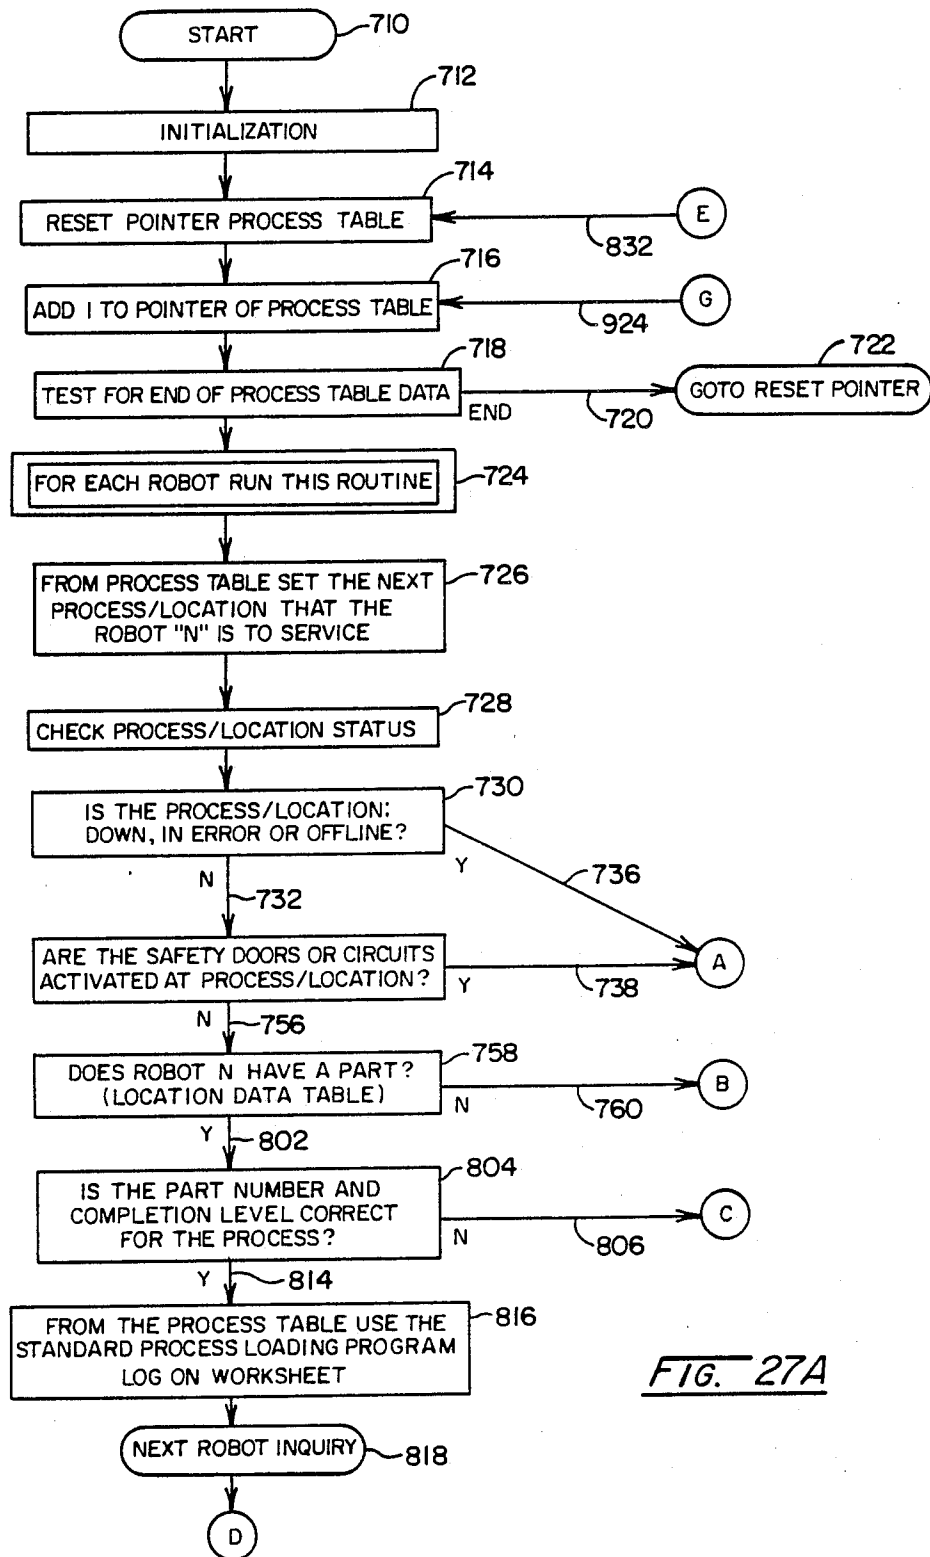 START
710
712
INITIALIZATION
714
RESET POINTER PROCESS TABLE
E
832
716
ADD 1 TO POINTER OF PROCESS TABLE
G
924
718
TEST FOR END OF PROCESS TABLE DATA
END
720
722
GOTO RESET POINTER
FOR EACH ROBOT RUN THIS ROUTINE
724
726
FROM PROCESS TABLE SET THE NEXT
PROCESS/LOCATION THAT THE
ROBOT "N" IS TO SERVICE
728
CHECK PROCESS/LOCATION STATUS
730
IS THE PROCESS/LOCATION:
DOWN, IN ERROR OR OFFLINE?
Y
736
N
732
ARE THE SAFETY DOORS OR CIRCUITS
ACTIVATED AT PROCESS/LOCATION?
Y
738
A
N
756
758
DOES ROBOT N HAVE A PART?
(LOCATION DATA TABLE)
N
760
B
Y
802
804
IS THE PART NUMBER AND
COMPLETION LEVEL CORRECT
FOR THE PROCESS?
N
806
C
Y
814
816
FROM THE PROCESS TABLE USE THE
STANDARD PROCESS LOADING PROGRAM
LOG ON WORKSHEET
FIG. 27A
NEXT ROBOT INQUIRY
818
D